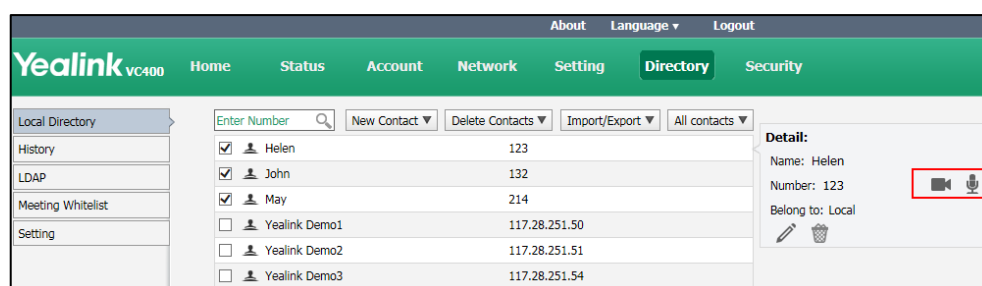 About Language ▾ Logout
Yealink VC400 Home Status Account Network Setting Directory Security
Local Directory
History
LDAP
Meeting Whitelist
Setting
Enter Number New Contact ▼ Delete Contacts ▼ Import/Export ▼ All contacts ▼
Helen 123
John 132
May 214
Yealink Demo1 117.28.251.50
Yealink Demo2 117.28.251.51
Yealink Demo3 117.28.251.54
Detail:
Name: Helen
Number: 123
Belong to: Local